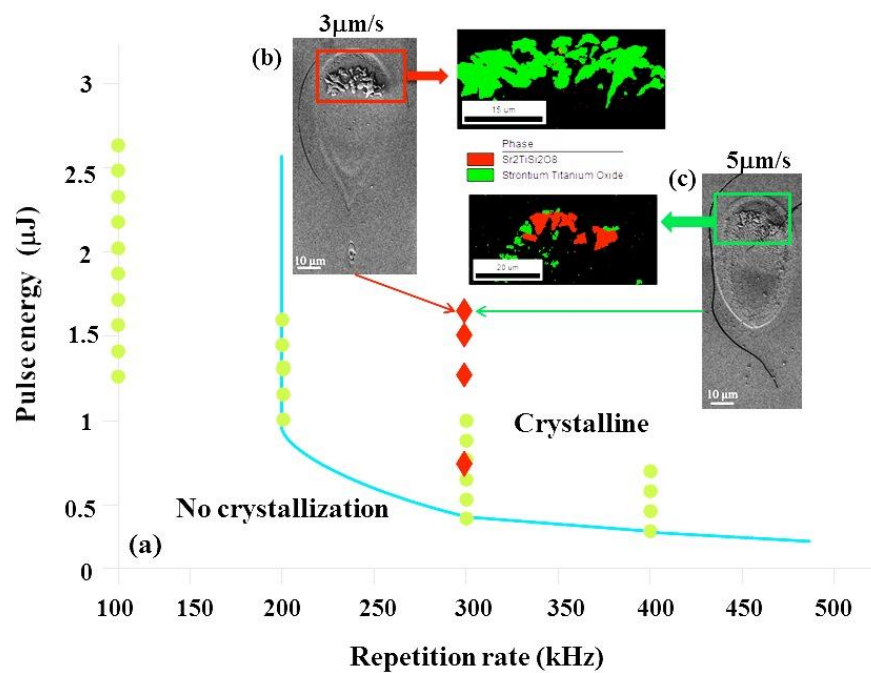 3μm/s
(b)
15 um
Phase
Sr2TiSi2O8
Strontium Titanium Oxide
5μm/s
(c)
20 um
10 μm
10 μm
Crystalline
No crystallization
(a)
Pulse energy (μJ)
3
2.5
2
1.5
1
0.5
0
100 150 200 250 300 350 400 450 500
Repetition rate (kHz)